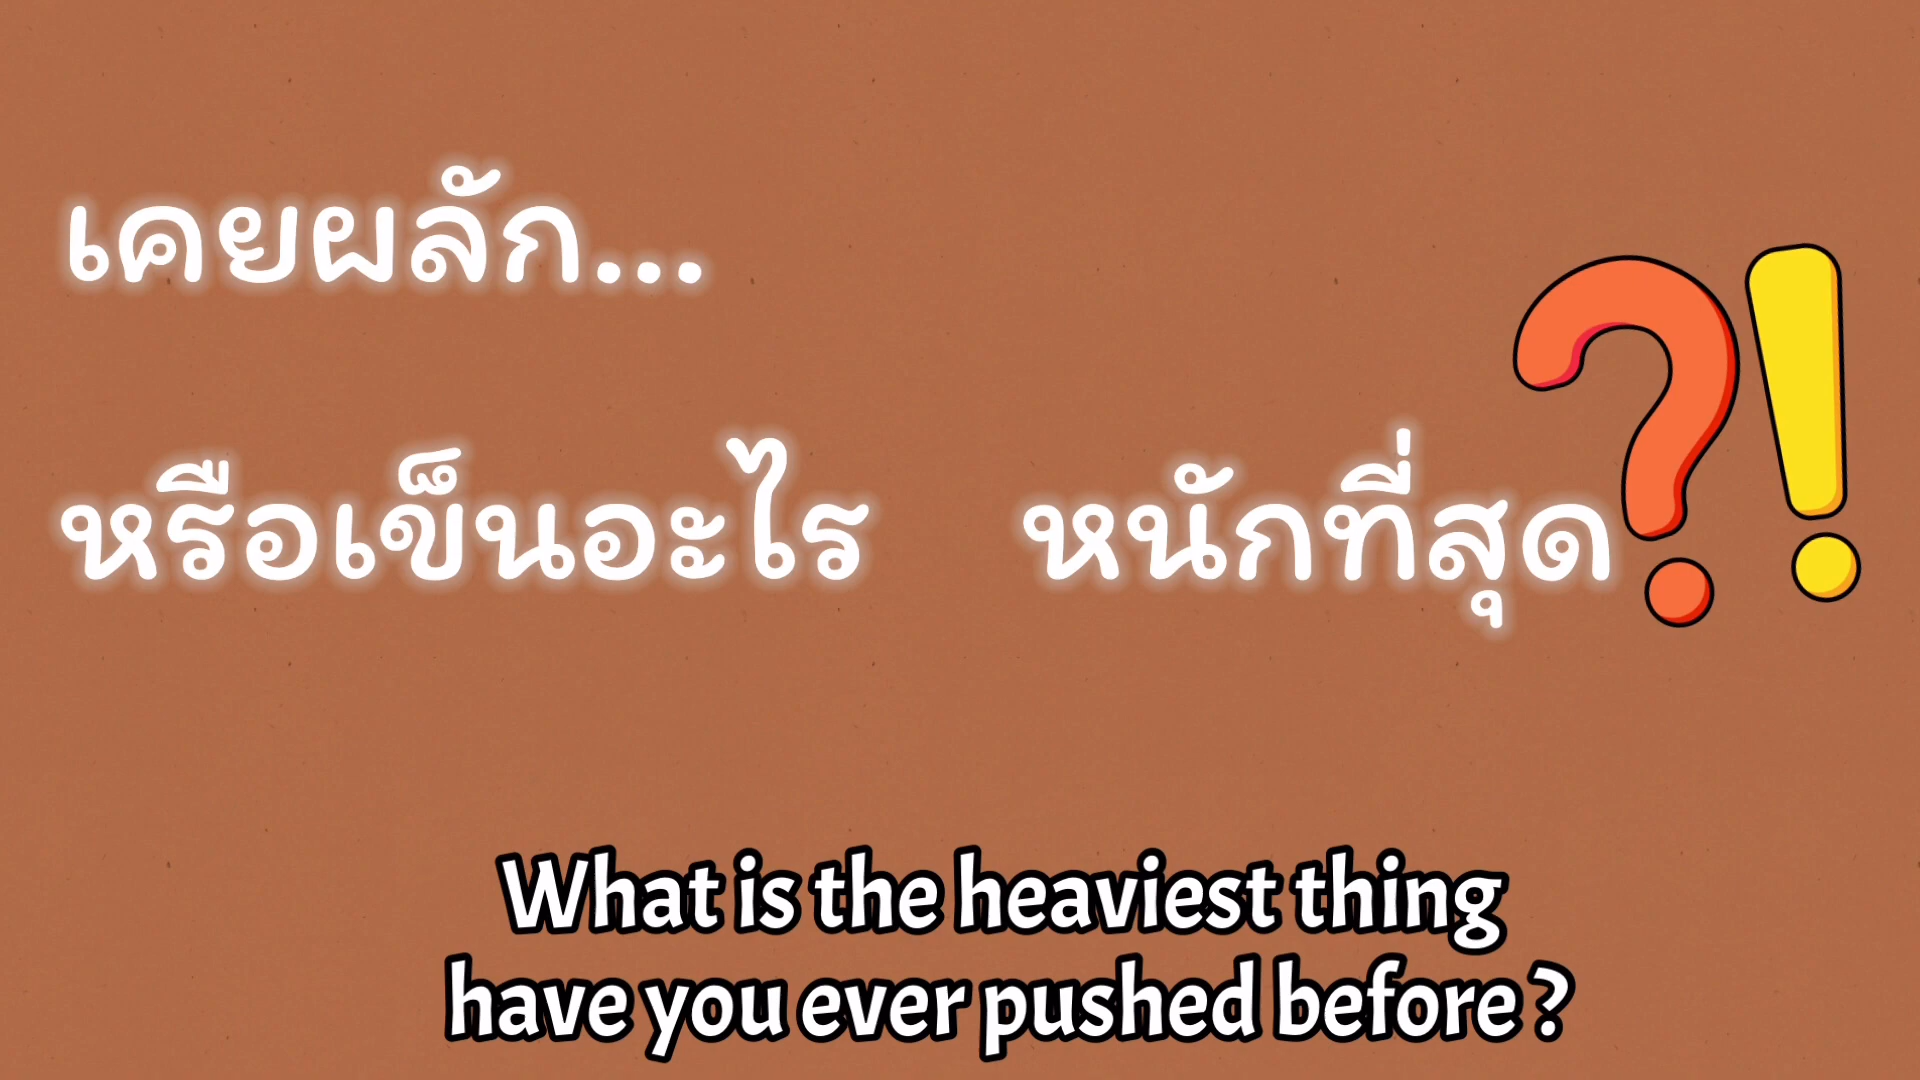 เคยผลัก...
หรือเข็นอะไร หนักที่สุด?!
What is the heaviest thing
have you ever pushed before ?